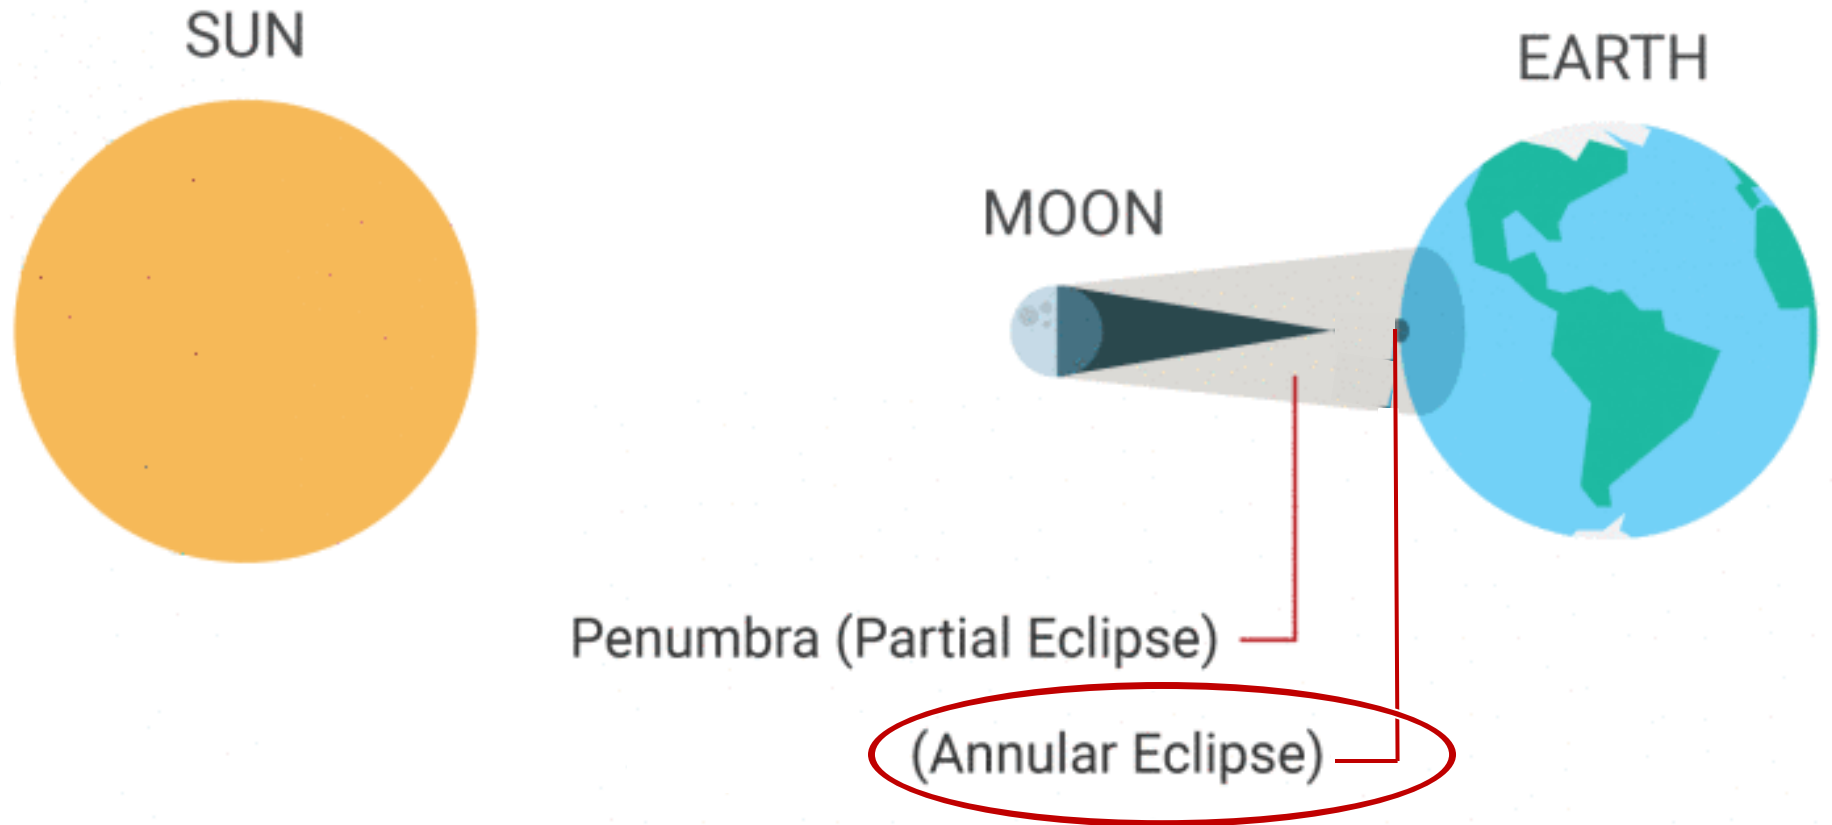 SUN
EARTH
MOON
Penumbra (Partial Eclipse)
(Annular Eclipse)